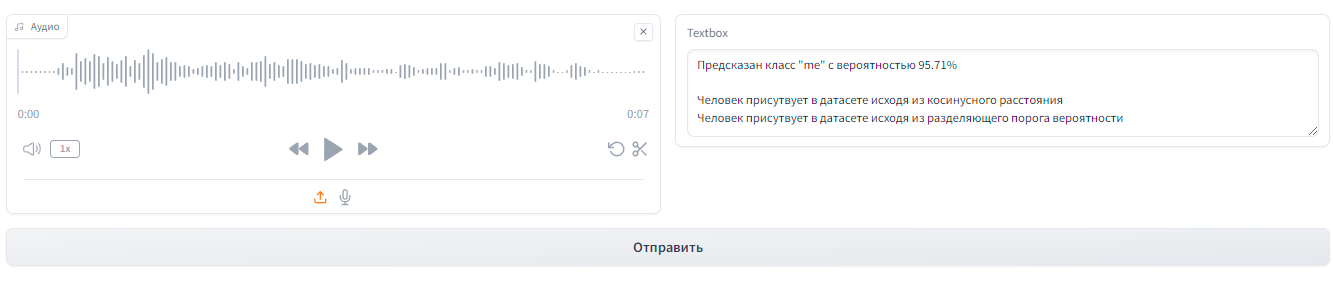 Аудио
0:00
0:07
1x
Textbox
Предсказан класс "me" с вероятностью 95.71%
Человек присутвует в датасете исходя из косинусного расстояния
Человек присутвует в датасете исходя из разделяющего порога вероятности
Отправить